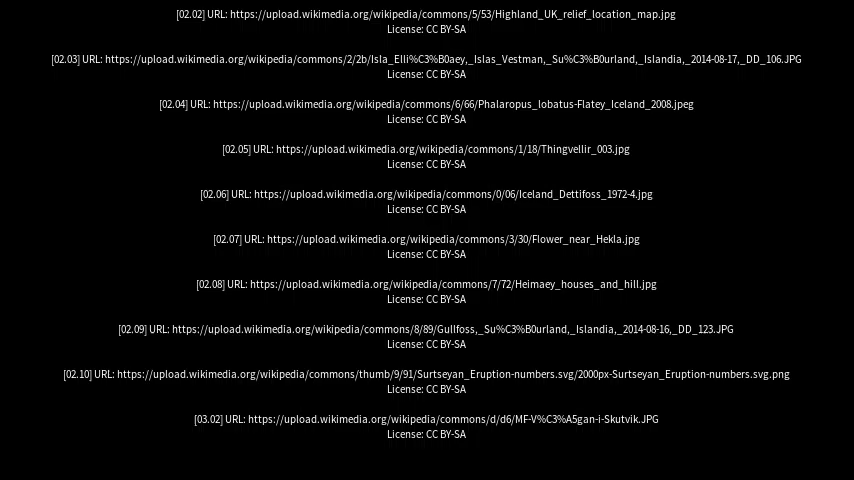 [02.02] URL: https://upload.wikimedia.org/wikipedia/commons/5/53/Highland_UK_relief_location_map.jpg
License: CC BY-SA
[02.03] URL: https://upload.wikimedia.org/wikipedia/commons/2/2b/Isla_Elli%C3%B0aey,_Islas_Vestman,_Su%C3%B0urland,_Islandia,_2014-08-17,_DD_106.JPG
License: CC BY-SA
[02.04] URL: https://upload.wikimedia.org/wikipedia/commons/6/66/Phalaropus_lobatus-Flatey_Iceland_2008.jpeg
License: CC BY-SA
[02.05] URL: https://upload.wikimedia.org/wikipedia/commons/1/18/Thingvellir_003.jpg
License: CC BY-SA
[02.06] URL: https://upload.wikimedia.org/wikipedia/commons/0/06/Iceland_Dettifoss_1972-4.jpg
License: CC BY-SA
[02.07] URL: https://upload.wikimedia.org/wikipedia/commons/3/30/Flower_near_Hekla.jpg
License: CC BY-SA
[02.08] URL: https://upload.wikimedia.org/wikipedia/commons/7/72/Heimaey_houses_and_hill.jpg
License: CC BY-SA
[02.09] URL: https://upload.wikimedia.org/wikipedia/commons/8/89/Gullfoss,_Su%C3%B0urland,_Islandia,_2014-08-16,_DD_123.JPG
License: CC BY-SA
[02.10] URL: https://upload.wikimedia.org/wikipedia/commons/thumb/9/91/Surtseyan_Eruption-numbers.svg/2000px-Surtseyan_Eruption-numbers.svg.png
License: CC BY-SA
[03.02] URL: https://upload.wikimedia.org/wikipedia/commons/d/d6/MF-V%C3%A5gan-i-Skutvik.JPG
License: CC BY-SA